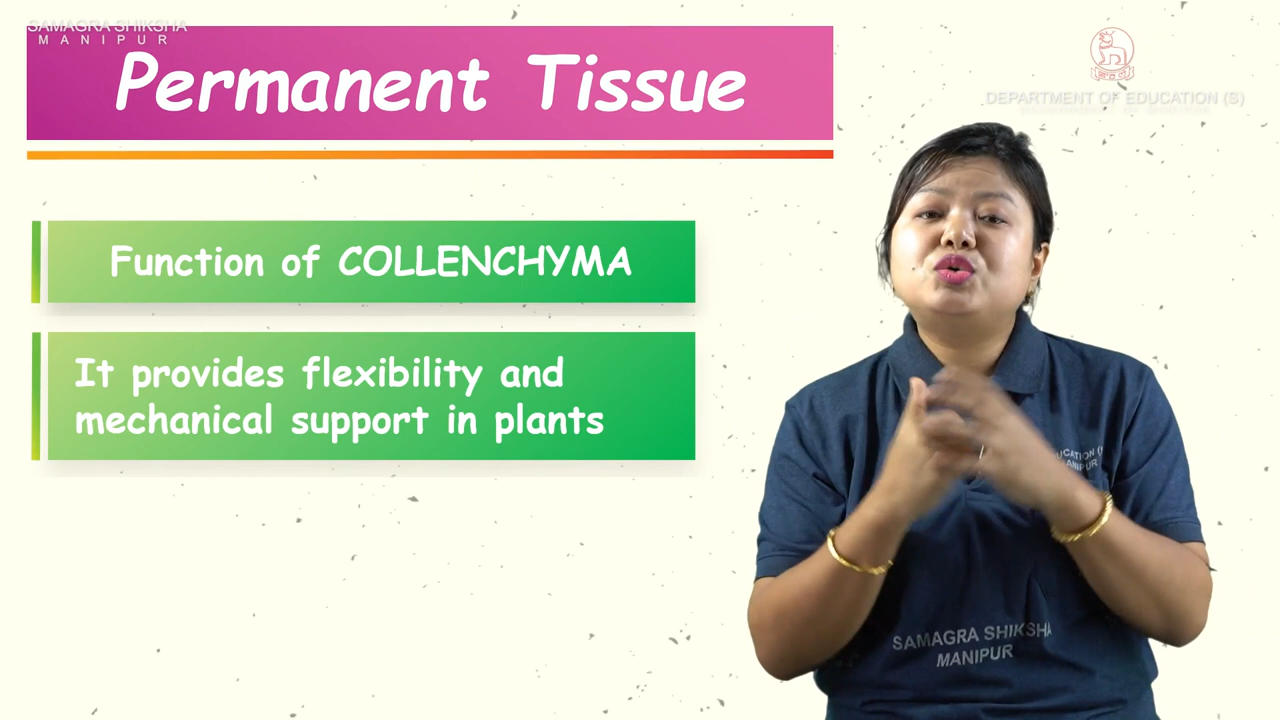 SAMAGRA SHIKSHA
MANIPUR
Permanent Tissue
DEPARTMENT OF EDUCATION (S)
Function of COLLENCHYMA
It provides flexibility and
mechanical support in plants
MANIPUR
SAMAGRA SHIKSHA
MANIPUR